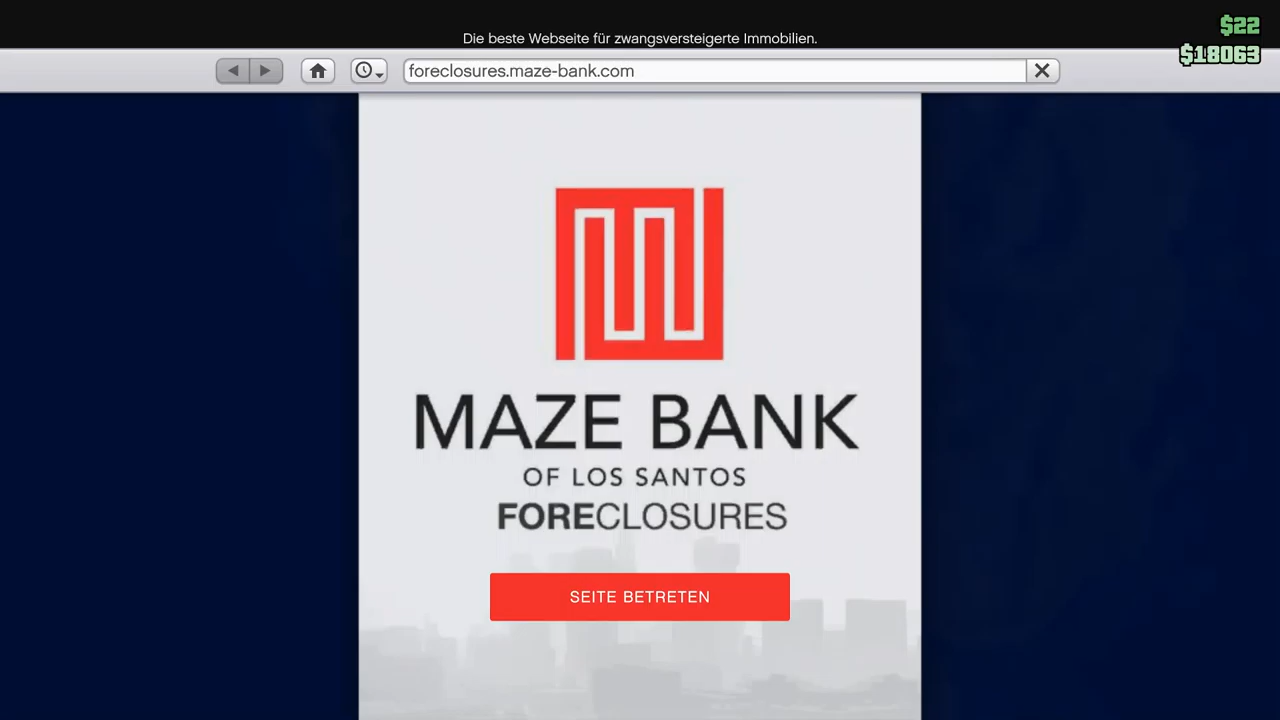 Die beste Webseite für zwangsversteigerte Immobilien.
$22
$18063
foreclosures.maze-bank.com
MAZE BANK
OF LOS SANTOS
FORECLOSURES
SEITE BETRETEN